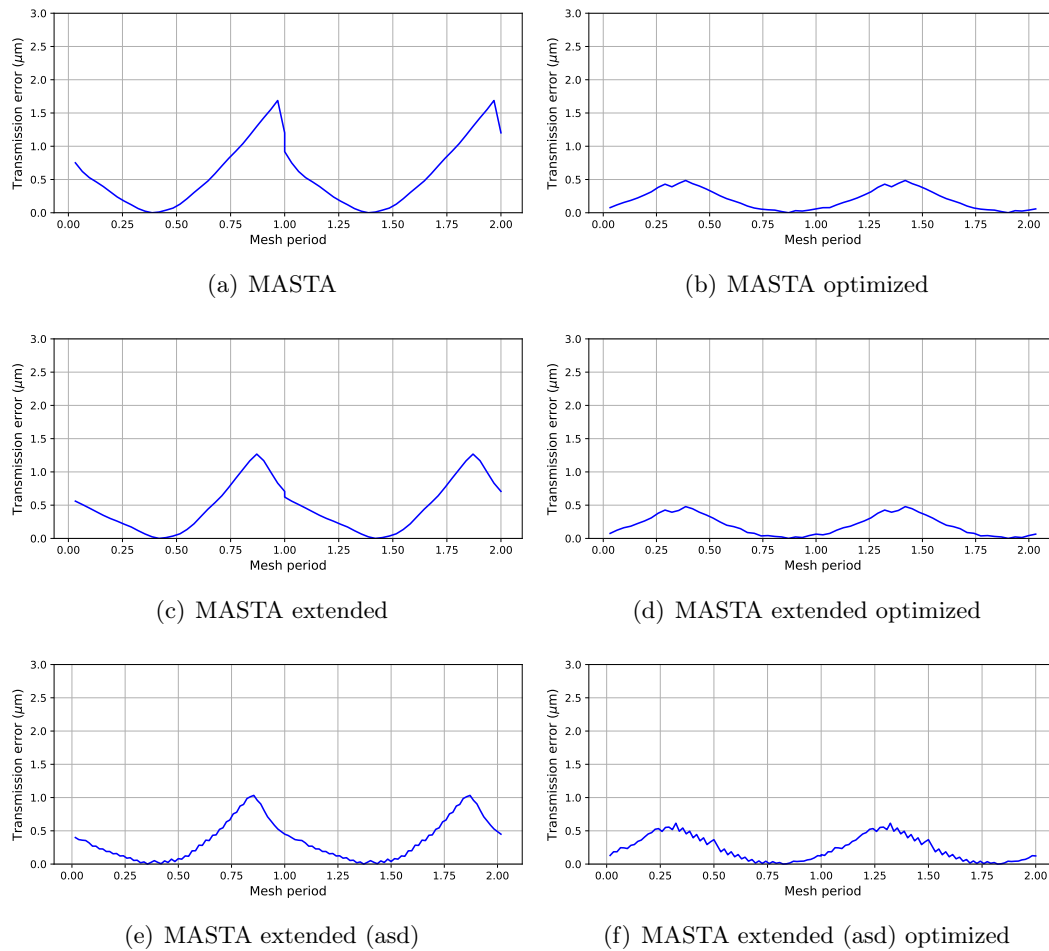 3.0
2.5
2.0
1.5
1.0
0.5
0.0
Transmission error (μm)
0.00 0.25 0.50 0.75 1.00 1.25 1.50 1.75 2.00
Mesh period
(a) MASTA
3.0
2.5
2.0
1.5
1.0
0.5
0.0
Transmission error (μm)
0.00 0.25 0.50 0.75 1.00 1.25 1.50 1.75 2.00
Mesh period
(b) MASTA optimized
3.0
2.5
2.0
1.5
1.0
0.5
0.0
Transmission error (μm)
0.00 0.25 0.50 0.75 1.00 1.25 1.50 1.75 2.00
Mesh period
(c) MASTA extended
3.0
2.5
2.0
1.5
1.0
0.5
0.0
Transmission error (μm)
0.00 0.25 0.50 0.75 1.00 1.25 1.50 1.75 2.00
Mesh period
(d) MASTA extended optimized
3.0
2.5
2.0
1.5
1.0
0.5
0.0
Transmission error (μm)
0.00 0.25 0.50 0.75 1.00 1.25 1.50 1.75 2.00
Mesh period
(e) MASTA extended (asd)
3.0
2.5
2.0
1.5
1.0
0.5
0.0
Transmission error (μm)
0.00 0.25 0.50 0.75 1.00 1.25 1.50 1.75 2.00
Mesh period
(f) MASTA extended (asd) optimized